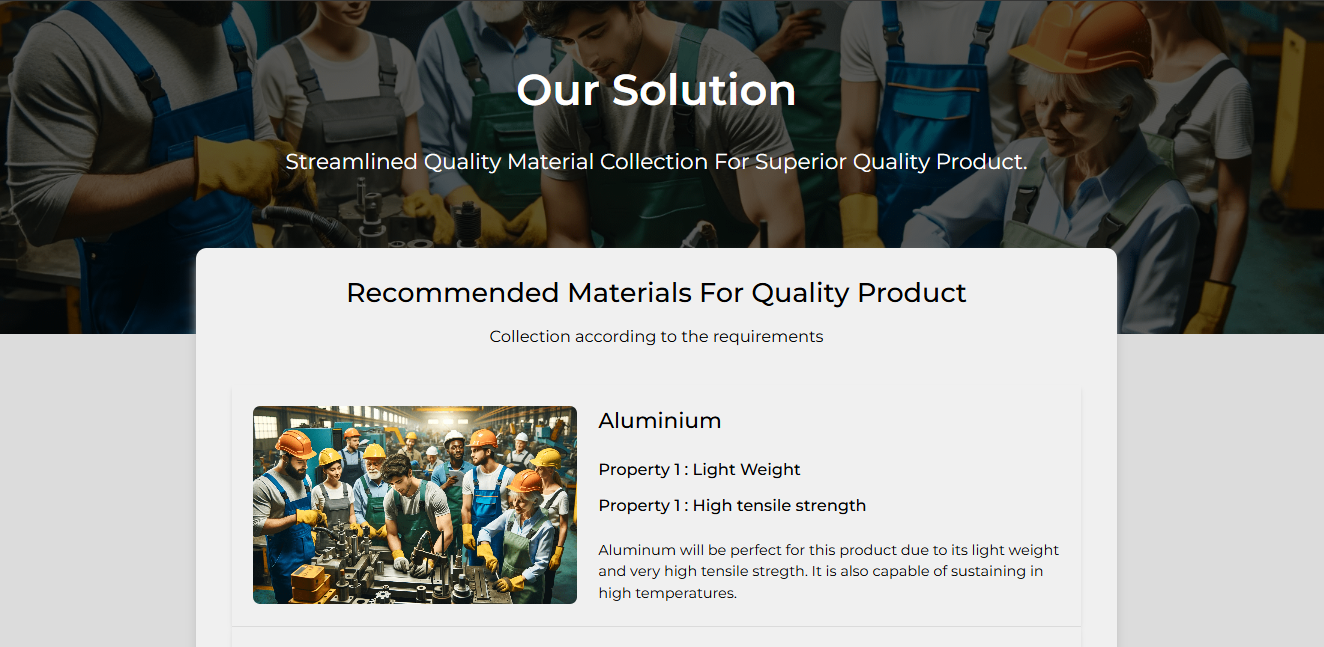 Our Solution
Streamlined Quality Material Collection For Superior Quality Product.
Recommended Materials For Quality Product
Collection according to the requirements
Aluminium
Property 1 : Light Weight
Property 1 : High tensile strength
Aluminum will be perfect for this product due to its light weight
and very high tensile stregth. It is also capable of sustaining in
high temperatures.